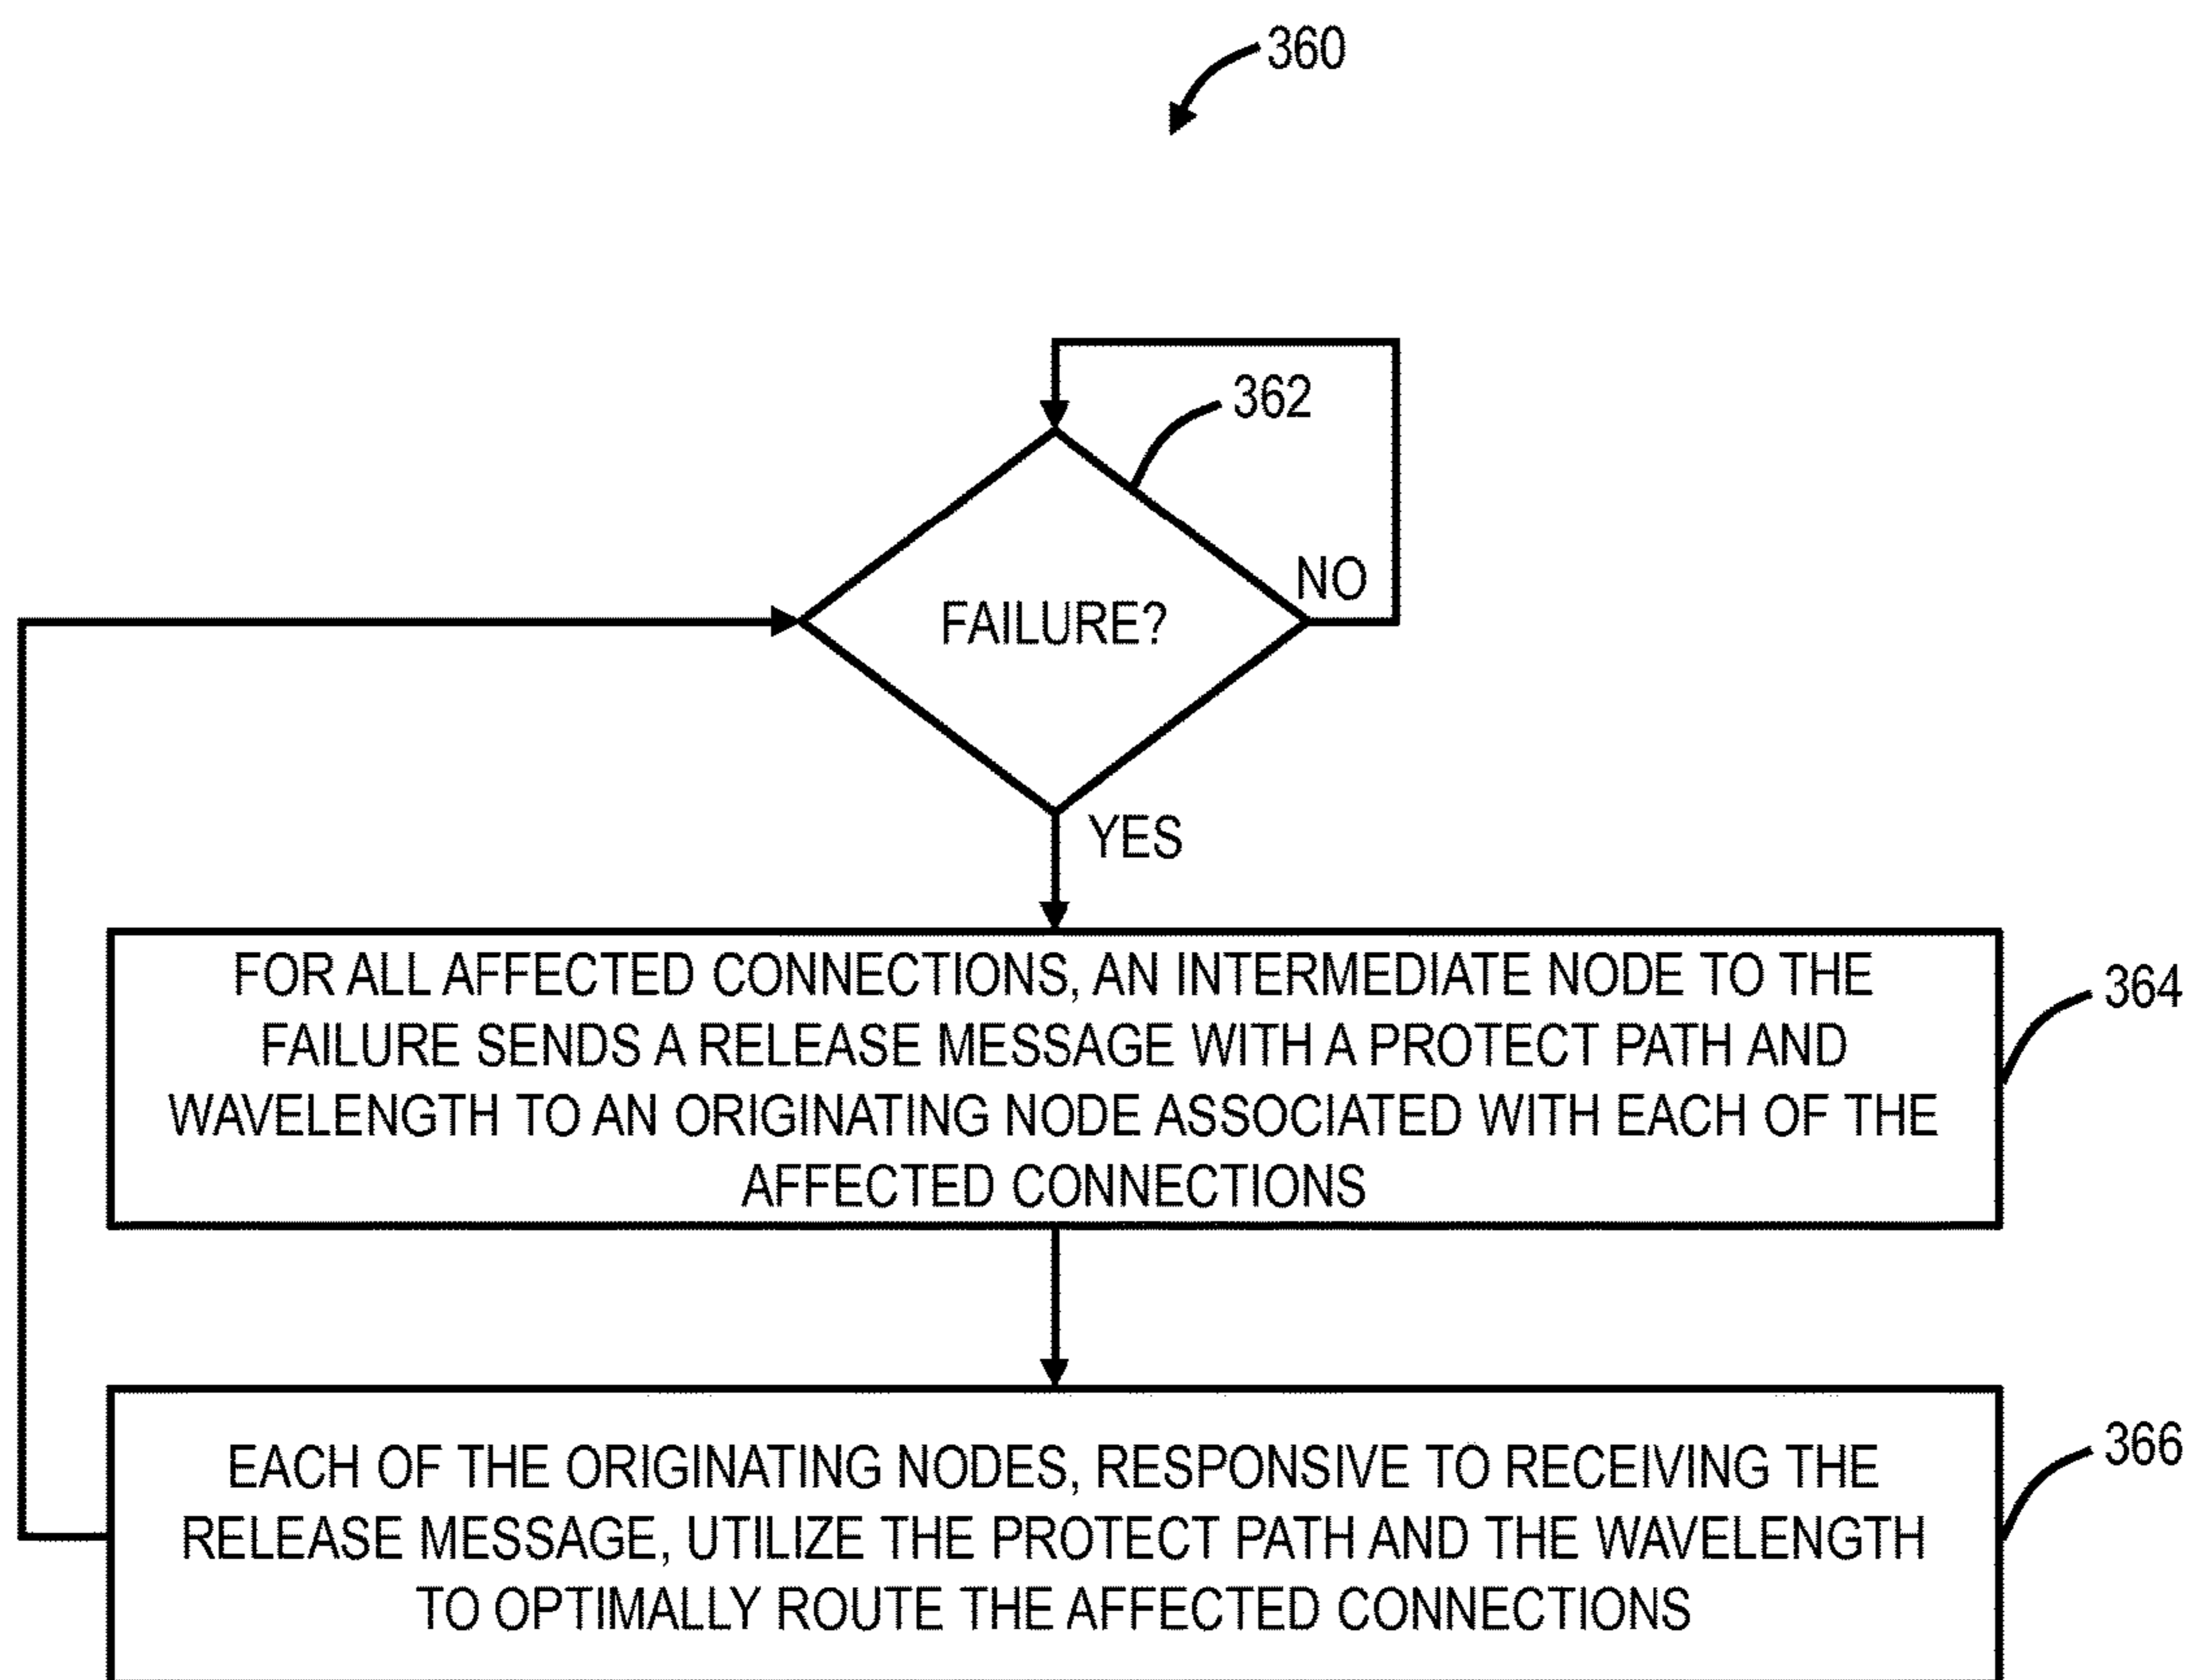 360
362
NO
FAILURE?
YES
FOR ALL AFFECTED CONNECTIONS, AN INTERMEDIATE NODE TO THE
FAILURE SENDS A RELEASE MESSAGE WITH A PROTECT PATH AND
WAVELENGTH TO AN ORIGINATING NODE ASSOCIATED WITH EACH OF THE
AFFECTED CONNECTIONS
364
EACH OF THE ORIGINATING NODES, RESPONSIVE TO RECEIVING THE
RELEASE MESSAGE, UTILIZE THE PROTECT PATH AND THE WAVELENGTH
TO OPTIMALLY ROUTE THE AFFECTED CONNECTIONS
366